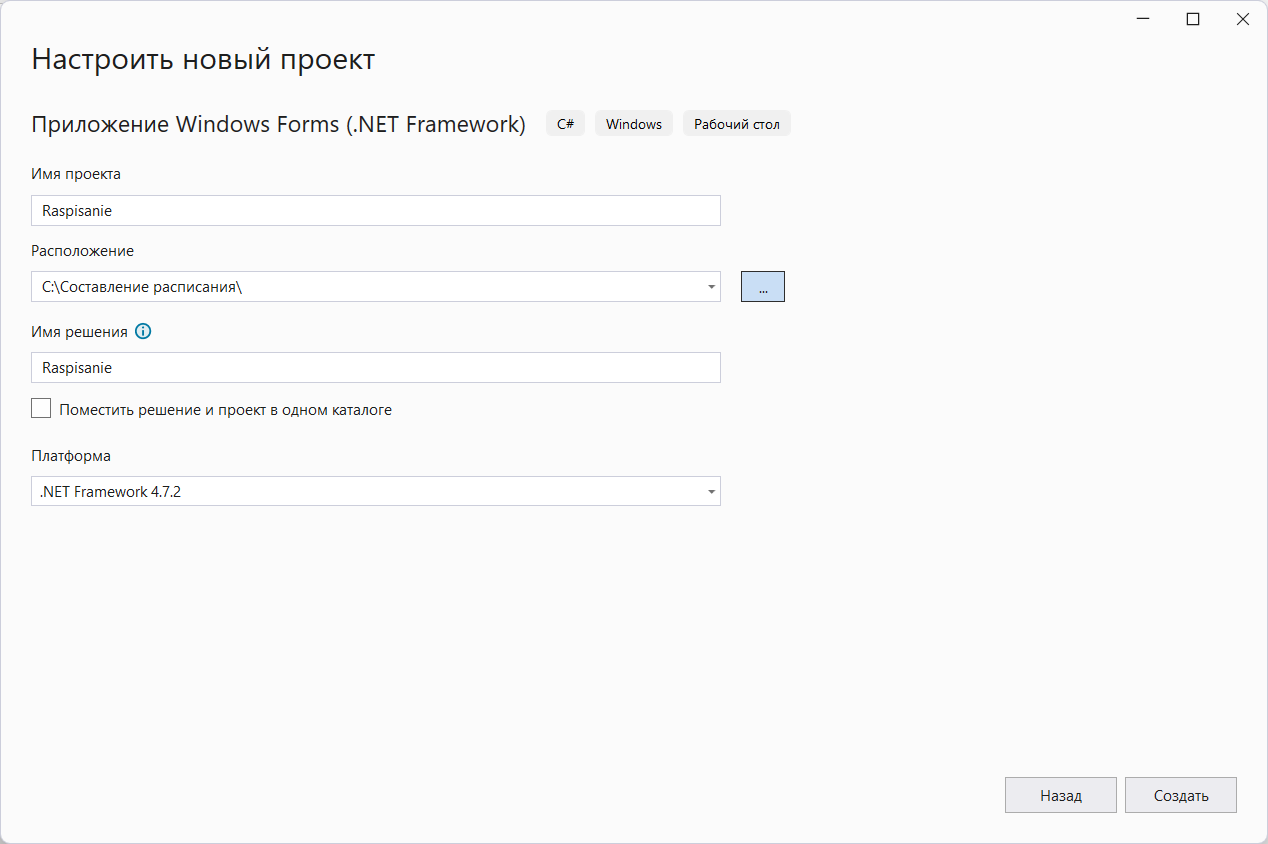 Настроить новый проект
Приложение Windows Forms (.NET Framework) C# Windows Рабочий стол
Имя проекта
Raspisanie
Расположение
C:\Составление расписания\
...
Имя решения
Raspisanie
Поместить решение и проект в одном каталоге
Платформа
.NET Framework 4.7.2
Назад Создать